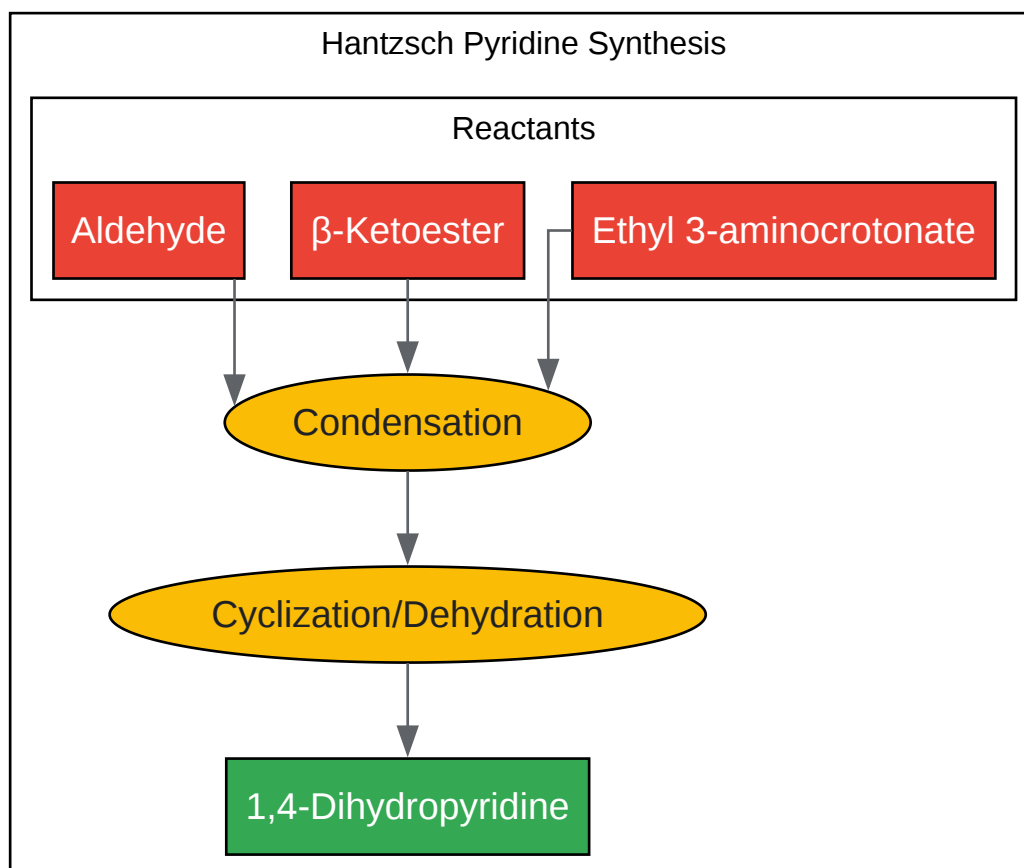 Hantzsch Pyridine Synthesis
Reactants
Aldehyde
β-Ketoester
Ethyl 3-aminocrotonate
Condensation
Cyclization/Dehydration
1,4-Dihydropyridine